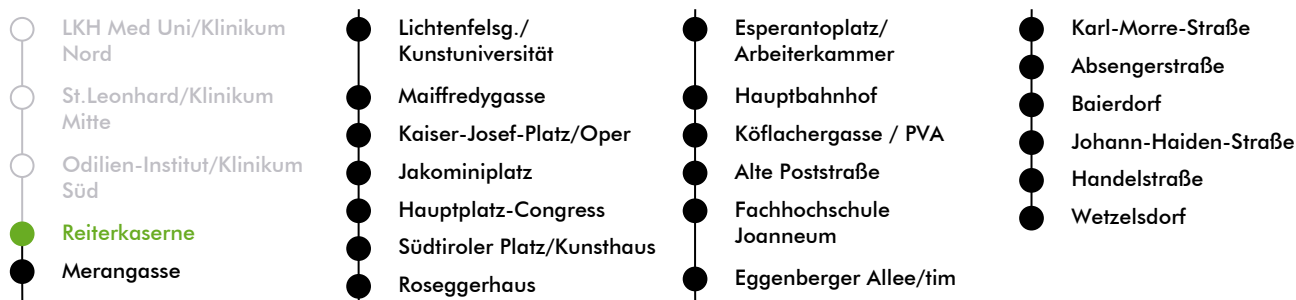 LKH Med Uni/Klinikum
Nord
St.Leonhard/Klinikum
Mitte
Odilien-Institut/Klinikum
Süd
Reiterkaserne
Merangasse
Lichtenfelsg./
Kunstuniversität
Maiffredygasse
Kaiser-Josef-Platz/Oper
Jakominiplatz
Hauptplatz-Congress
Südtiroler Platz/Kunsthaus
Roseggerhaus
Esperantoplatz/
Arbeiterkammer
Hauptbahnhof
Köflachergasse / PVA
Alte Poststraße
Fachhochschule
Joanneum
Eggenberger Allee/tim
Karl-Morre-Straße
Absengerstraße
Baierdorf
Johann-Haiden-Straße
Handelstraße
Wetzelsdorf